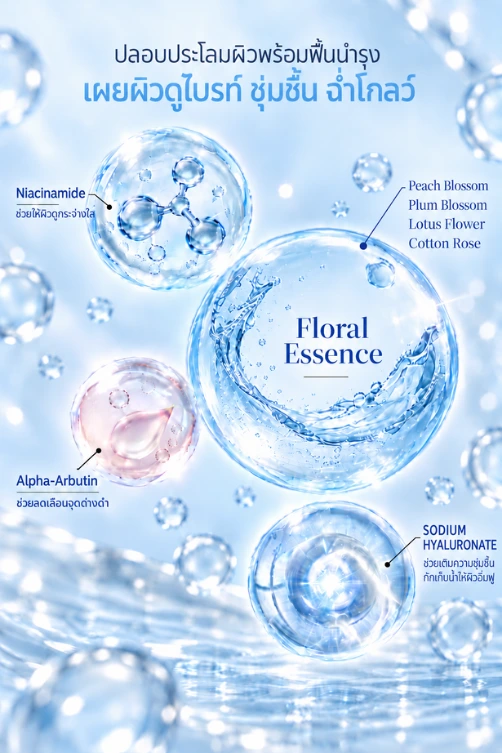 ปลอบประโลมผิวพร้อมฟื้นบำรุง
เผยผิวดูไบรท์ ชุ่มชื้น ฉ่ำโกลว์
Niacinamide
ช่วยให้ผิวดูกระจ่างใส
Peach Blossom
Plum Blossom
Lotus Flower
Cotton Rose
Floral
Essence
Alpha-Arbutin
ช่วยลดเลือนจุดด่างดำ
SODIUM
HYALURONATE
ช่วยเติมความชุ่มชื้น
กักเก็บน้ำให้ผิวอิ่มฟู